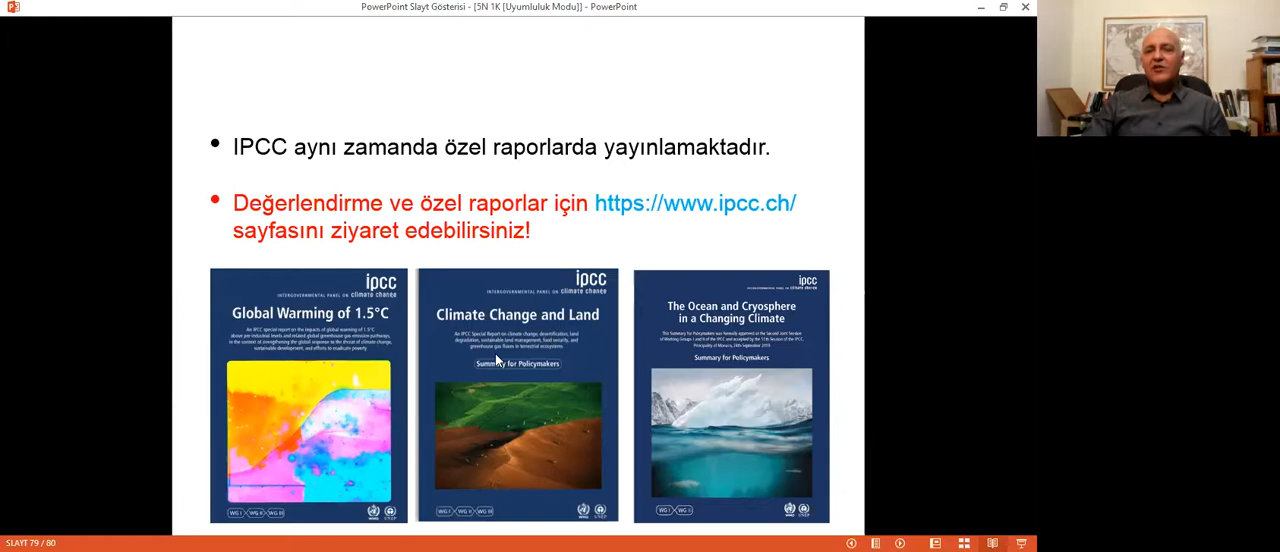 PowerPoint Slayt Gösterisi - [5N 1K [Uyumluluk Modu]] - PowerPoint
• IPCC aynı zamanda özel raporlarda yayınlamaktadır.
• Değerlendirme ve özel raporlar için https://www.ipcc.ch/
sayfasını ziyaret edebilirsiniz!
ipcc
INTERGOVERNMENTAL PANEL ON climate change
Global Warming of 1.5°C
An IPCC special report on the impacts of global warming of 1.5°C
above pre-industrial levels and related global greenhouse gas emission pathways,
in the context of strengthening the global response to the threat of climate change,
sustainable development, and efforts to eradicate poverty
WG I WG II WG III
WMO UNEP
ipcc
INTERGOVERNMENTAL PANEL ON climate change
Climate Change and Land
An IPCC Special Report on climate change, desertification, land
degradation, sustainable land management, food security, and
greenhouse gas fluxes in terrestrial ecosystems
Summary for Policymakers
WG I WG II WG III
WMO UNEP
ipcc
INTERGOVERNMENTAL PANEL ON climate change
The Ocean and Cryosphere
in a Changing Climate
This Summary for Policymakers was formally approved at the Second Joint Session
of Working Groups I and II of the IPCC and accepted by the 51th Session of the IPCC,
Principality of Monaco, 24th September 2019
Summary for Policymakers
WG I WG II
SLAYT 79 / 80